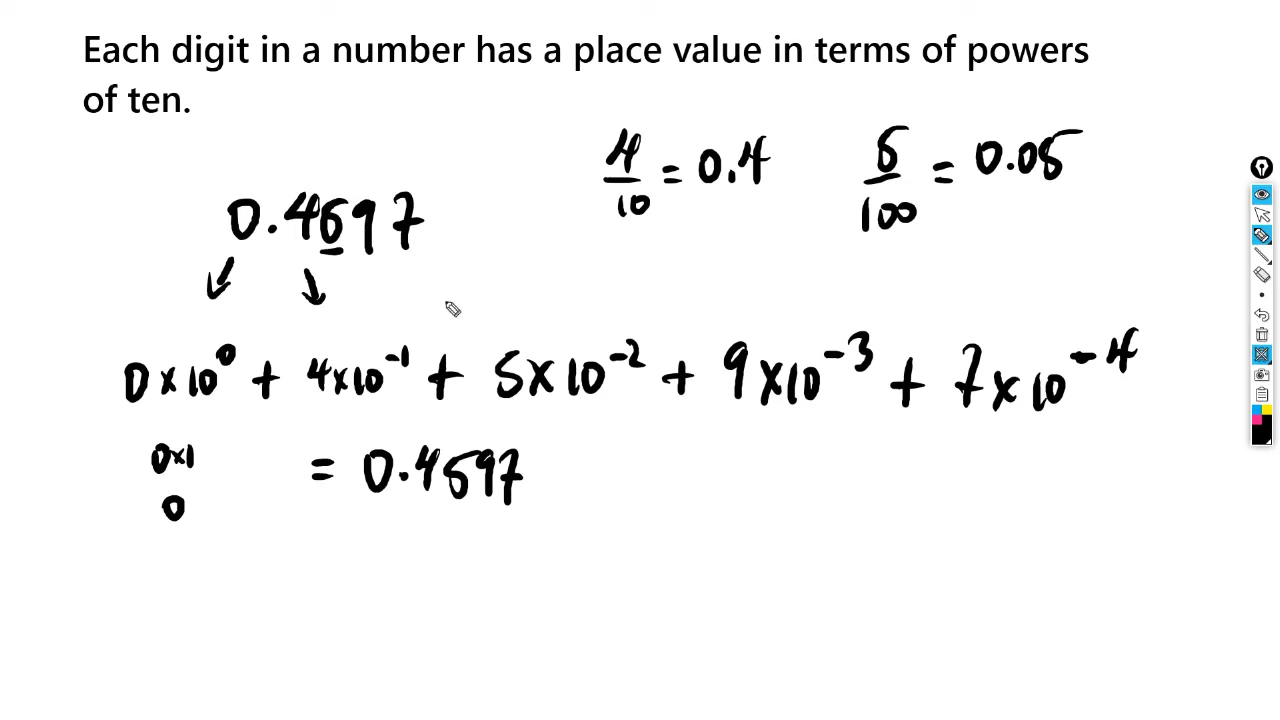 Each digit in a number has a place value in terms of powers
of ten.
4/10 = 0.4
5/100 = 0.05
0.4597
0 × 10⁰ + 4 × 10⁻¹ + 5 × 10⁻² + 9 × 10⁻³ + 7 × 10⁻⁴
0×1
0
= 0.4597